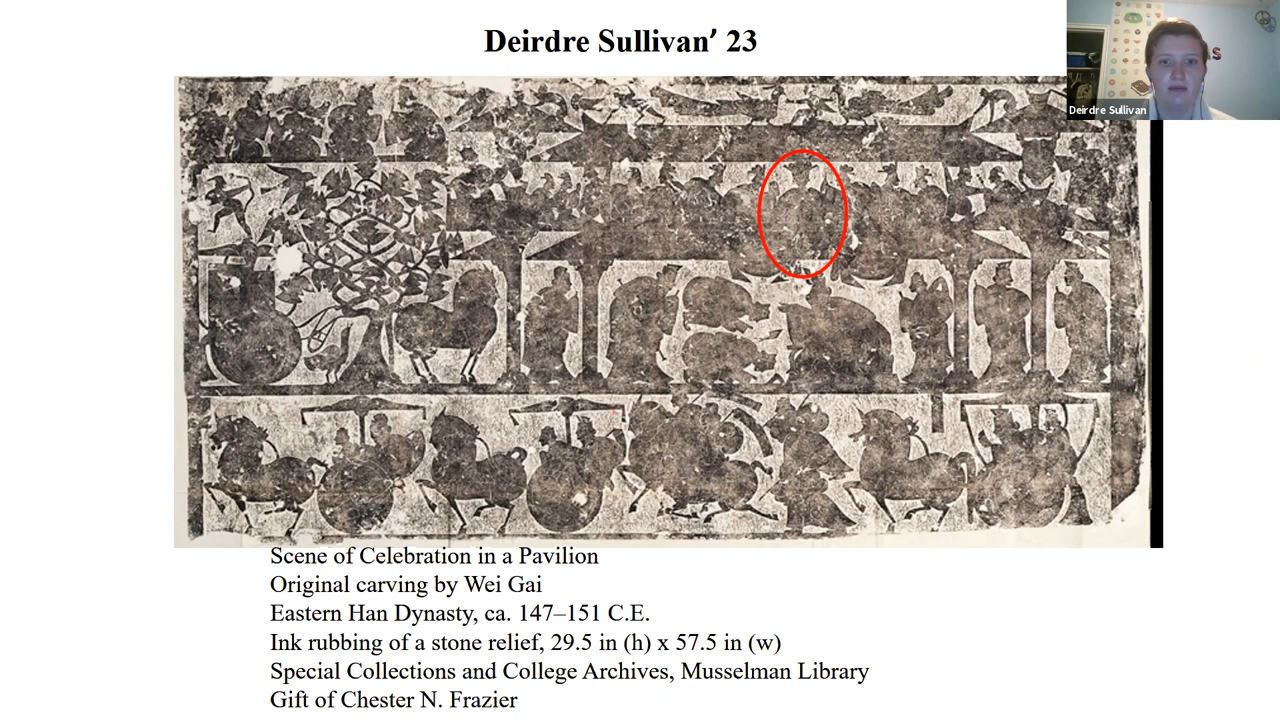 Deirdre Sullivan’ 23
S
Deirdre Sullivan
Scene of Celebration in a Pavilion
Original carving by Wei Gai
Eastern Han Dynasty, ca. 147–151 C.E.
Ink rubbing of a stone relief, 29.5 in (h) x 57.5 in (w)
Special Collections and College Archives, Musselman Library
Gift of Chester N. Frazier